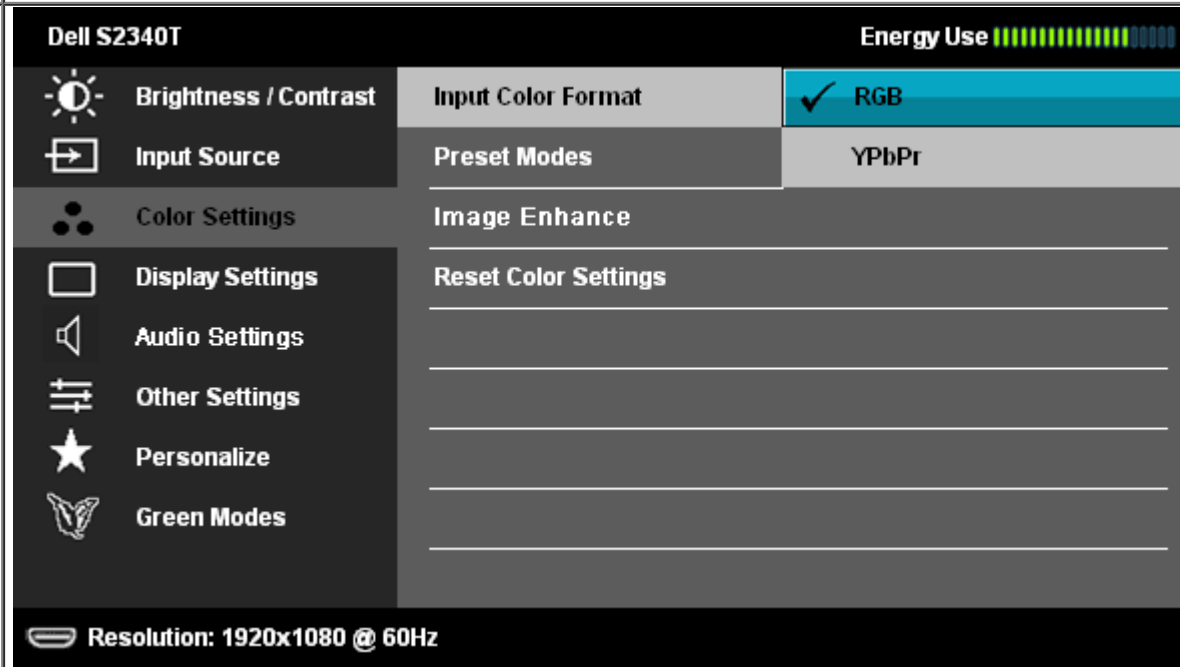 Dell S2340T
Energy Use
Brightness / Contrast
Input Color Format
RGB
Input Source
Preset Modes
YPbPr
Color Settings
Image Enhance
Display Settings
Reset Color Settings
Audio Settings
Other Settings
Personalize
Green Modes
Resolution: 1920x1080 @ 60Hz